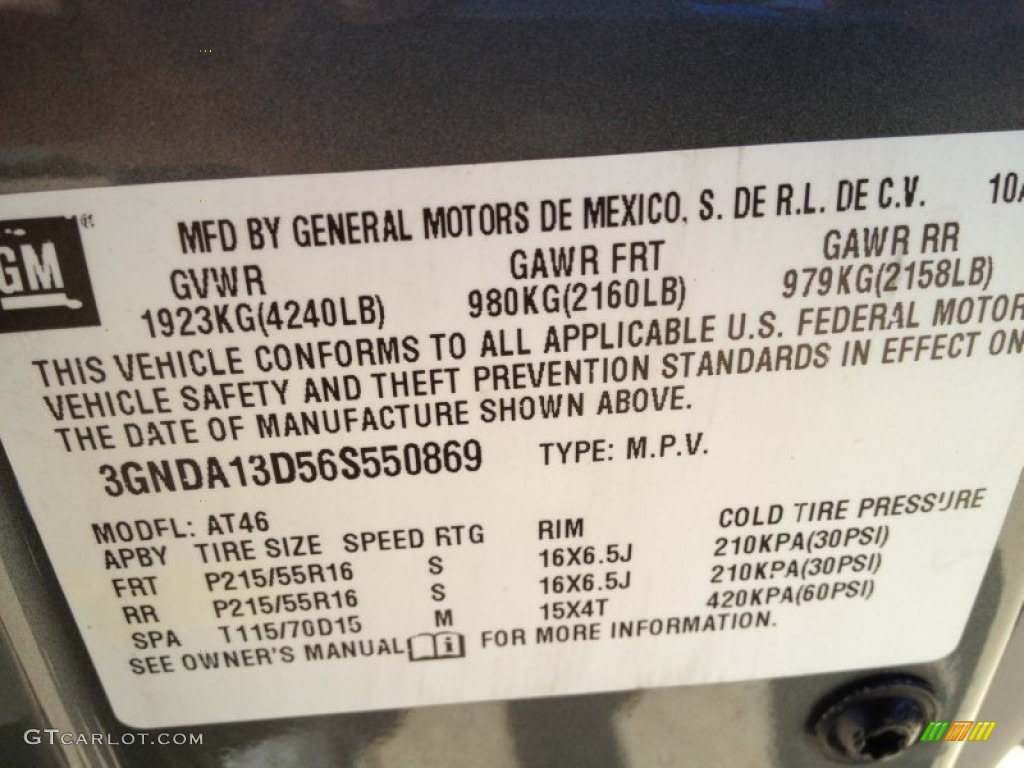 GM
MFD BY GENERAL MOTORS DE MEXICO, S. DE R.L. DE C.V.
GVWR GAWR FRT GAWR RR
1923KG(4240LB) 980KG(2160LB) 979KG(2158LB)
THIS VEHICLE CONFORMS TO ALL APPLICABLE U.S. FEDERAL MOTOR
VEHICLE SAFETY AND THEFT PREVENTION STANDARDS IN EFFECT ON
THE DATE OF MANUFACTURE SHOWN ABOVE.
3GNDA13D56S550869 TYPE: M.P.V.
MODEL: AT46
APBY TIRE SIZE SPEED RTG RIM COLD TIRE PRESSURE
FRT P215/55R16 S 16X6.5J 210KPA(30PSI)
RR P215/55R16 S 16X6.5J 210KPA(30PSI)
SPA T115/70D15 M 15X4T 420KPA(60PSI)
SEE OWNER'S MANUAL FOR MORE INFORMATION.
GTCARLOT.COM